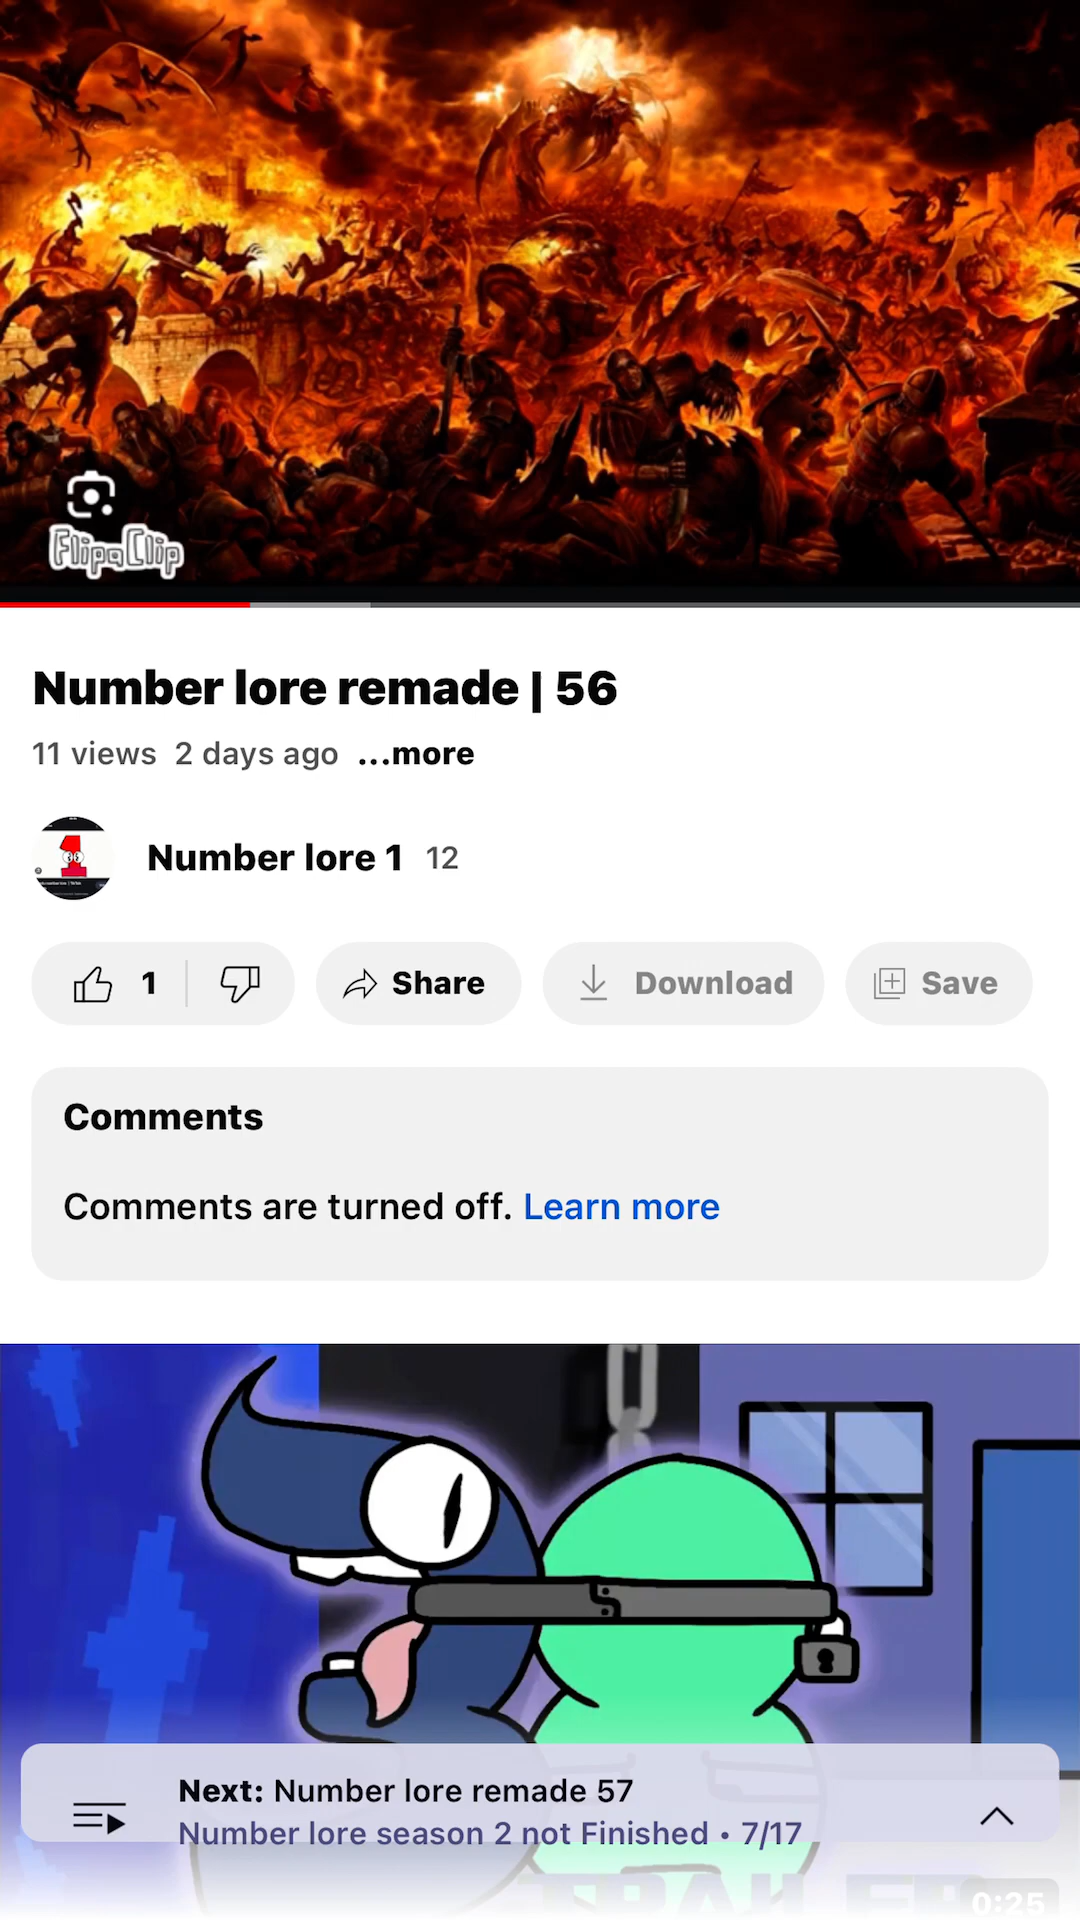 FlipaClip
Number lore remade | 56
11 views 2 days ago ...more
Number lore 1 12
1 Share Download Save
Comments
Comments are turned off. Learn more
Next: Number lore remade 57
Number lore season 2 not Finished • 7/17
TRAILER
0:25